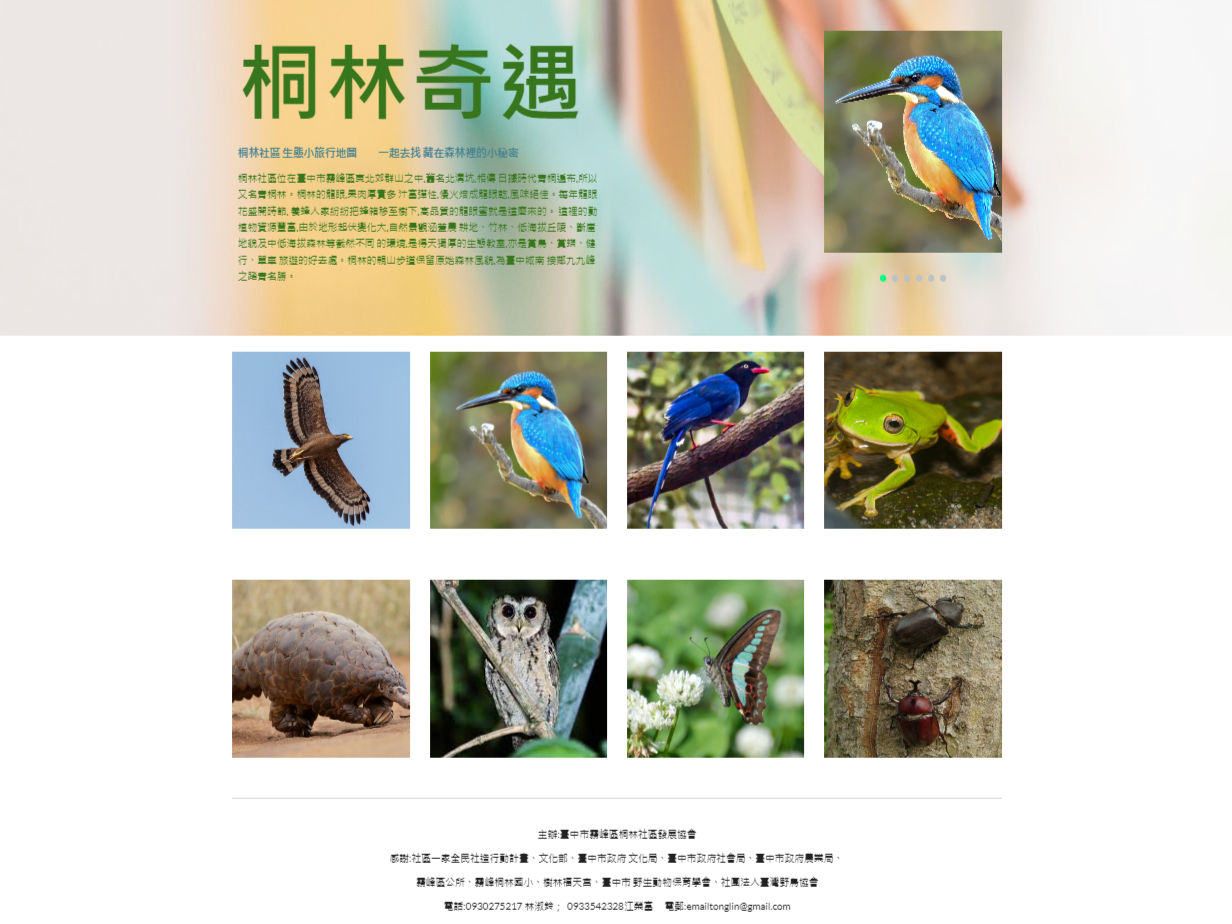 桐林奇遇
桐林社區 生態小旅行地圖 一起去找 藏在森林裡的小秘密
桐林社區位在臺中市霧峰區東北郊群山之中,舊名北溝坑,相傳 日據時代青桐遍布,所以
又名青桐林。桐林的龍眼,果肉厚實多 汁富彈性,慢火焙成龍眼乾,風味絕佳。每年龍眼
花盛開時節, 養蜂人家紛紛把蜂箱移至樹下,高品質的龍眼蜜就是這麼來的。 這裡的動
植物資源豐富,由於地形起伏變化大,自然景觀涵蓋農 耕地、竹林、低海拔丘陵、斷崖
地貌及中低海拔森林等截然不同 的環境,是得天獨厚的生態教室,亦是賞鳥、賞蝶、健
行、單車 旅遊的好去處。桐林的親山步道保留原始森林風貌,為臺中城南 接鄰九九峰
之隔青名勝。
主辦:臺中市霧峰區桐林社區發展協會
感謝:社區一家全民社造行動計畫、文化部、臺中市政府 文化局、臺中市政府社會局、臺中市政府農業局、
霧峰區公所、霧峰桐林國小、樹林福天宮、臺中市 野生動物保育學會、社團法人臺灣野鳥協會
電話:0930275217 林淑鈴； 0933542328江榮富 電郵:emailtonglin@gmail.com